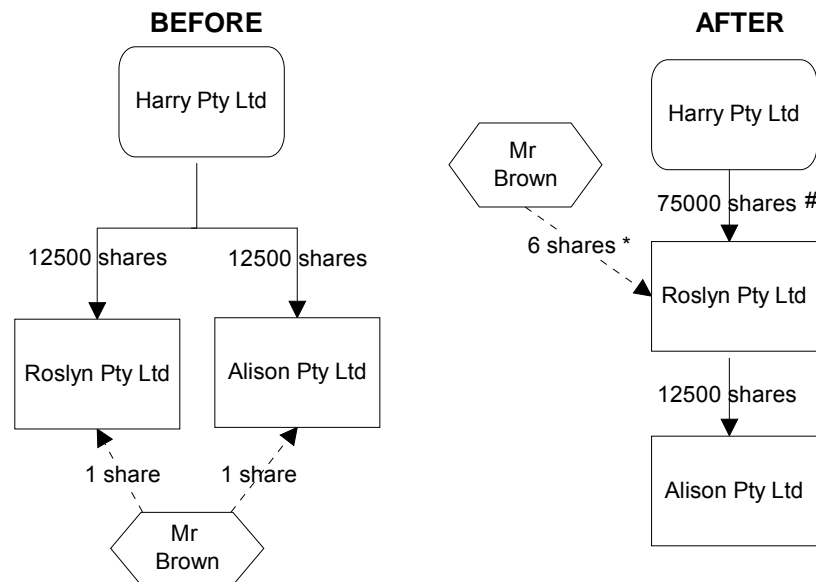 BEFORE
Harry Pty Ltd
12500 shares
12500 shares
Roslyn Pty Ltd
Alison Pty Ltd
1 share
1 share
Mr
Brown
AFTER
Harry Pty Ltd
Mr
Brown
75000 shares #
6 shares *
Roslyn Pty Ltd
12500 shares
Alison Pty Ltd